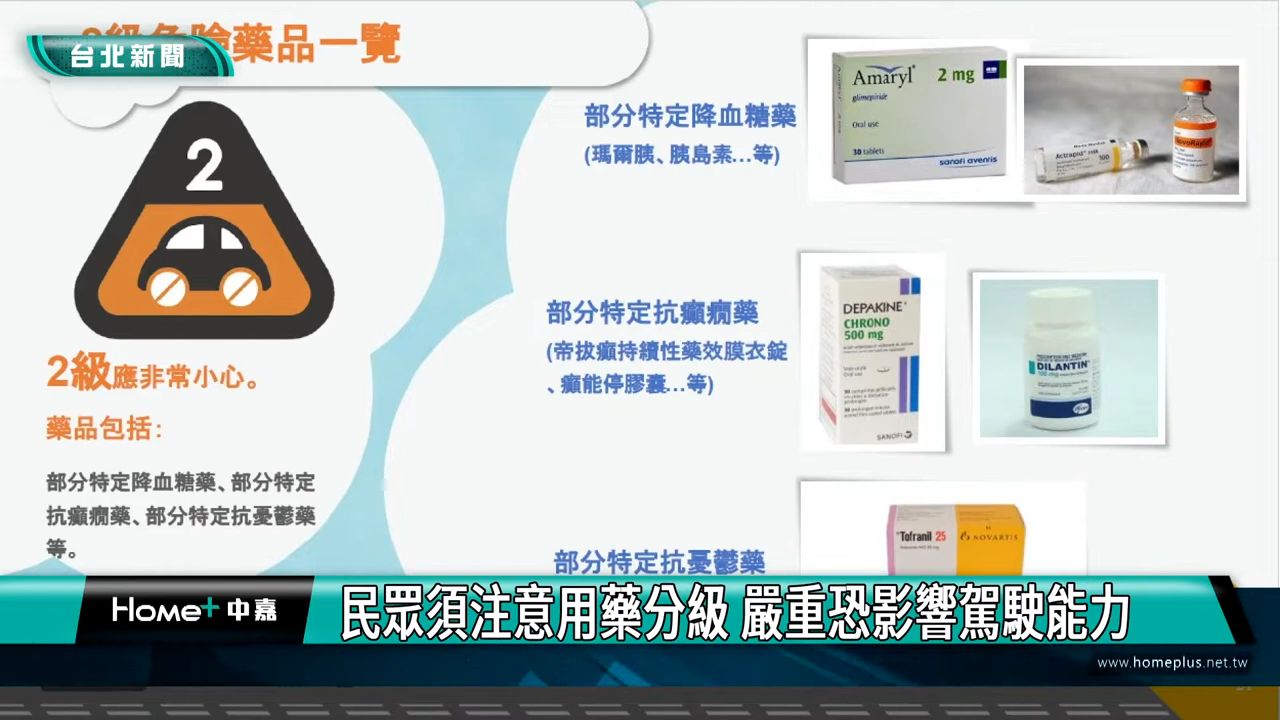 台北新聞
2級危險藥品一覽
2
2級應非常小心。
藥品包括:
部分特定降血糖藥、部分特定
抗癲癇藥、部分特定抗憂鬱藥
等。
部分特定降血糖藥
(瑪爾胰、胰島素...等)
Amaryl®
2 mg
glimepiride
Oral use
30 tablets
sanofi aventis
Actrapid® HM
100
NovoRapid®
部分特定抗癲癇藥
(帝拔癲持續性藥效膜衣錠
、癲能停膠囊...等)
DEPAKINE®
CHRONO
500 mg
SANOFI
DILANTIN®
100 mg
Pfizer
部分特定抗憂鬱藥
Tofranil 25
NOVARTIS
Home+ 中嘉
民眾須注意用藥分級 嚴重恐影響駕駛能力
www.homeplus.net.tw